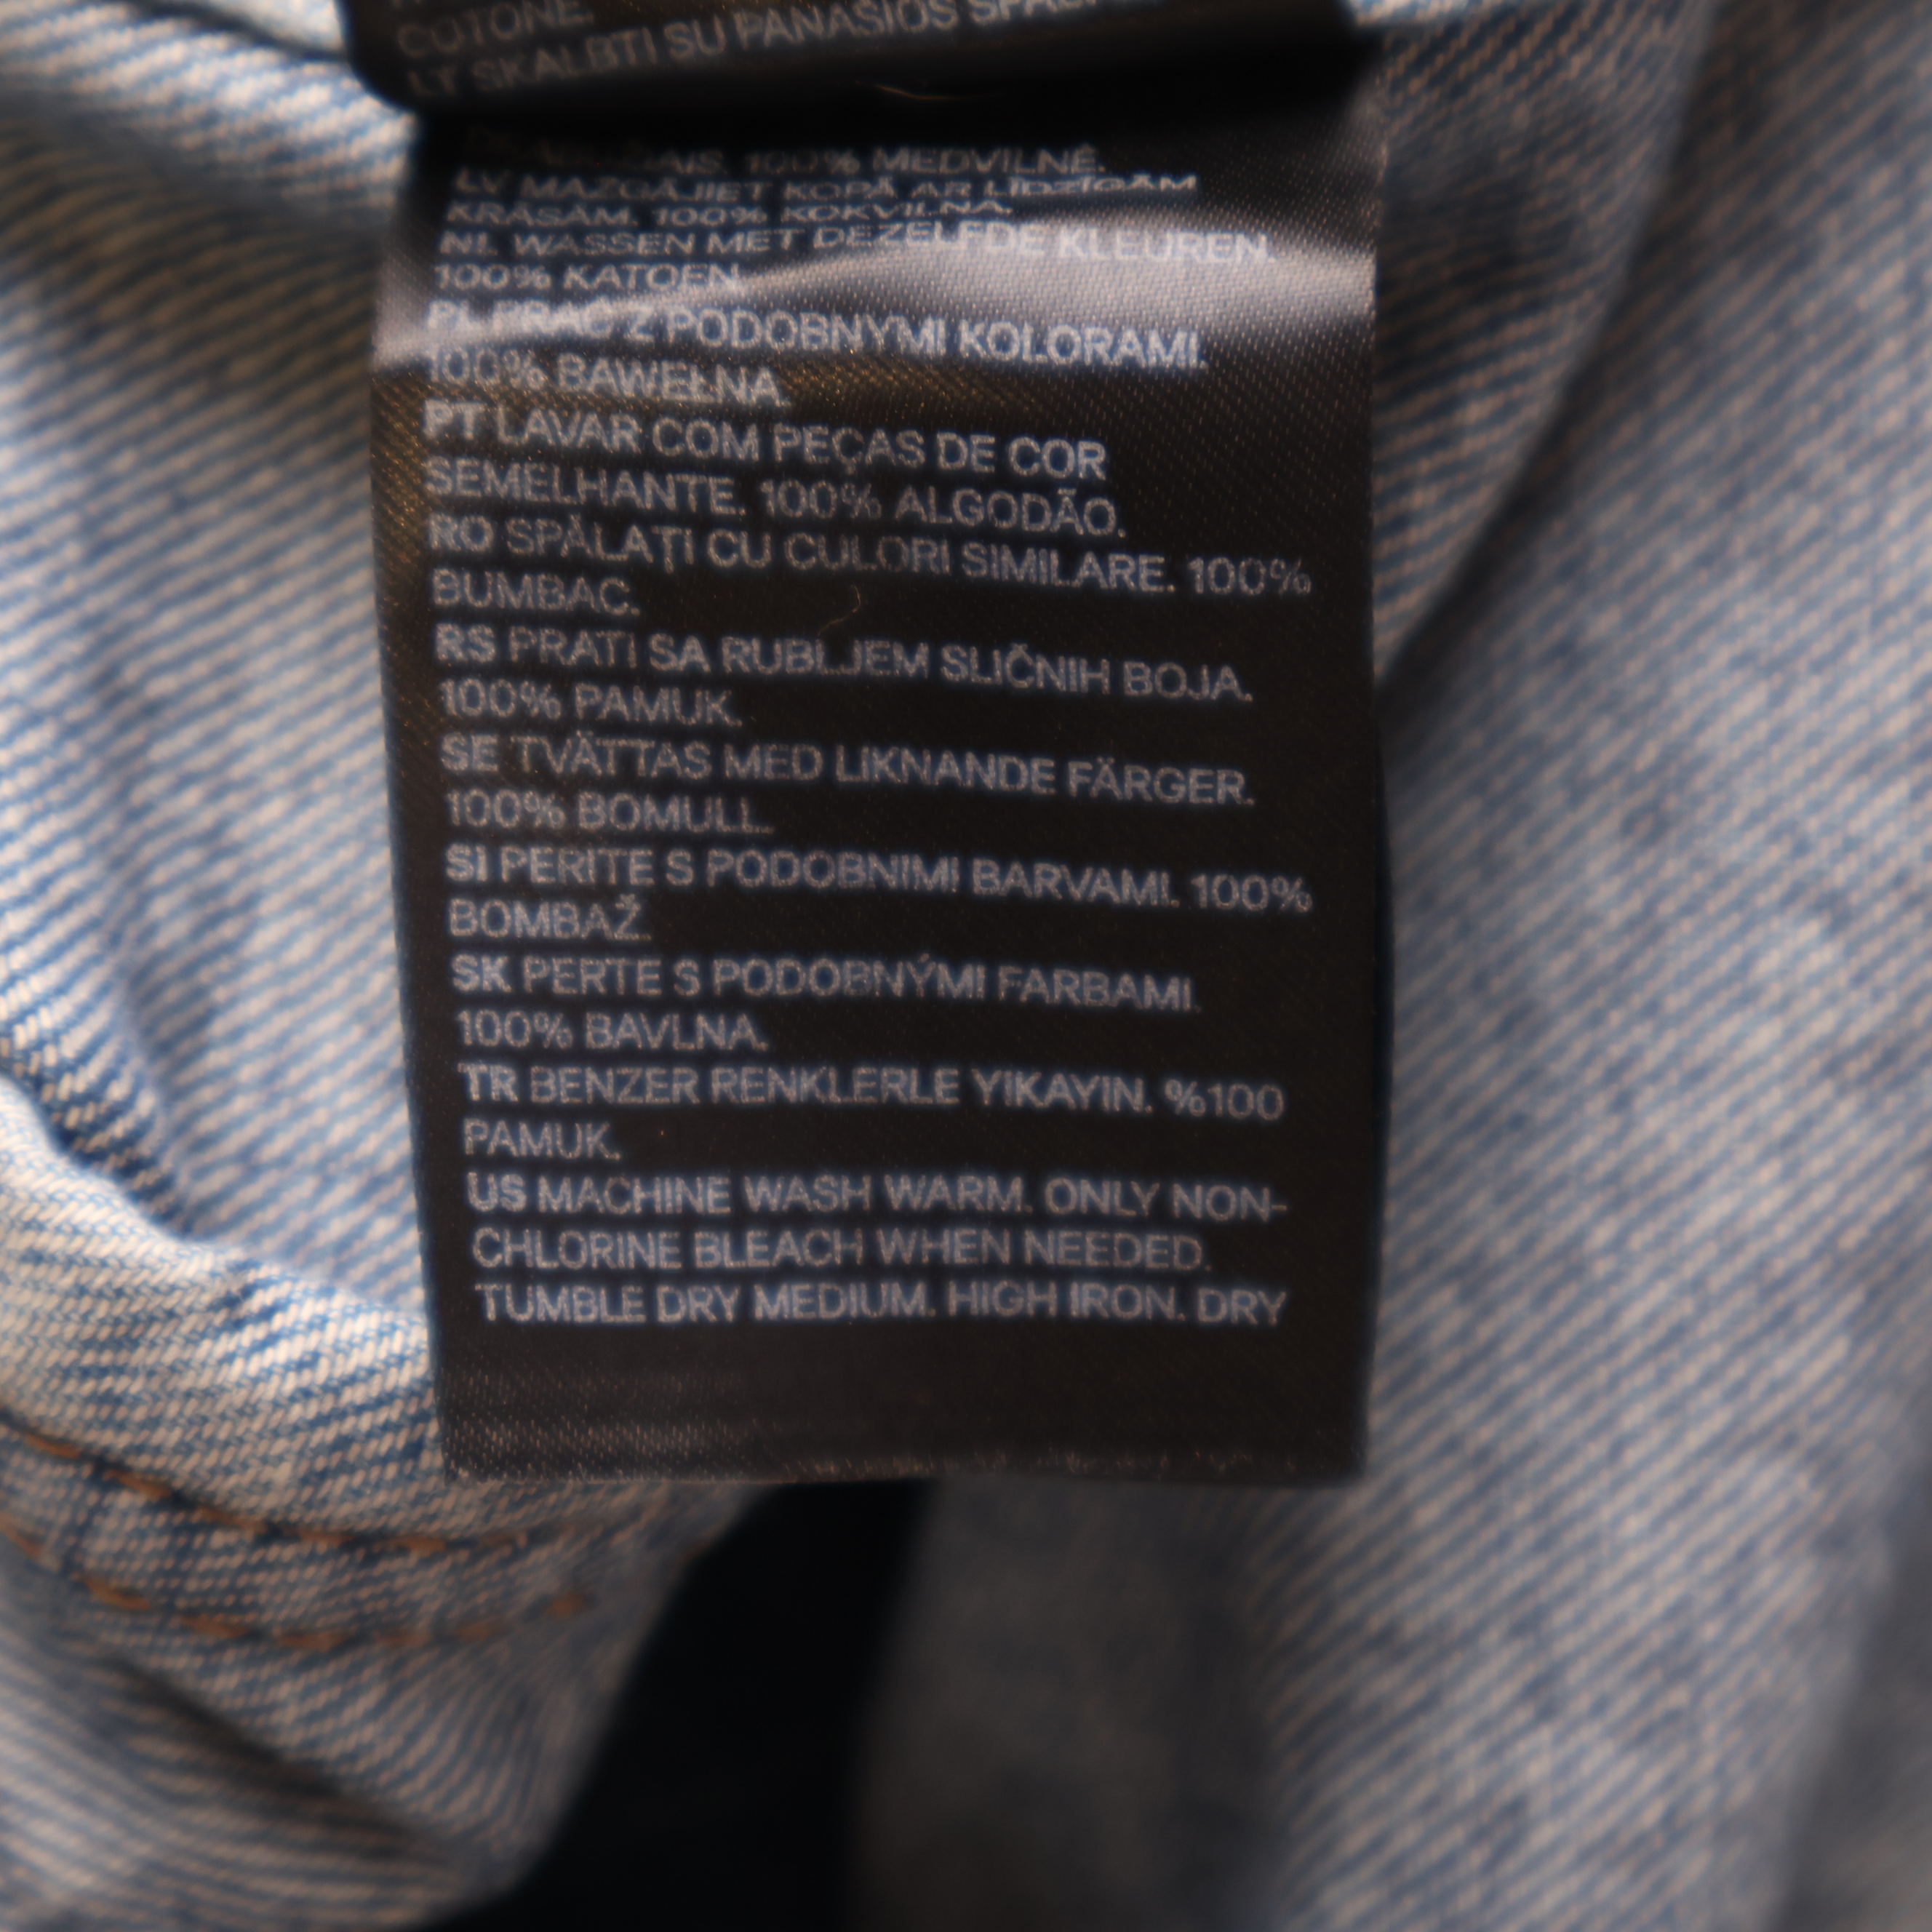 COTONE.
LT SKALBTI SU PANAŠIOS
100% MEDVILNĖ.
LV MAZGĀJIET KOPĀ AR LĪDZĪGĀM
KRĀSĀM. 100% KOKVILNA.
NL WASSEN MET DEZELFDE KLEUREN.
100% KATOEN.
PL PRAĆ Z PODOBNYMI KOLORAMI.
100% BAWEŁNA
PT LAVAR COM PEÇAS DE COR
SEMELHANTE. 100% ALGODÃO.
RO SPĂLAȚI CU CULORI SIMILARE. 100%
BUMBAC.
RS PRATI SA RUBLJEM SLIČNIH BOJA.
100% PAMUK.
SE TVÄTTAS MED LIKNANDE FÄRGER.
100% BOMULL.
SI PERITE S PODOBNIMI BARVAMI. 100%
BOMBAŽ.
SK PERTE S PODOBNÝMI FARBAMI.
100% BAVLNA.
TR BENZER RENKLERLE YIKAYIN. %100
PAMUK.
US MACHINE WASH WARM. ONLY NON-
CHLORINE BLEACH WHEN NEEDED.
TUMBLE DRY MEDIUM. HIGH IRON. DRY